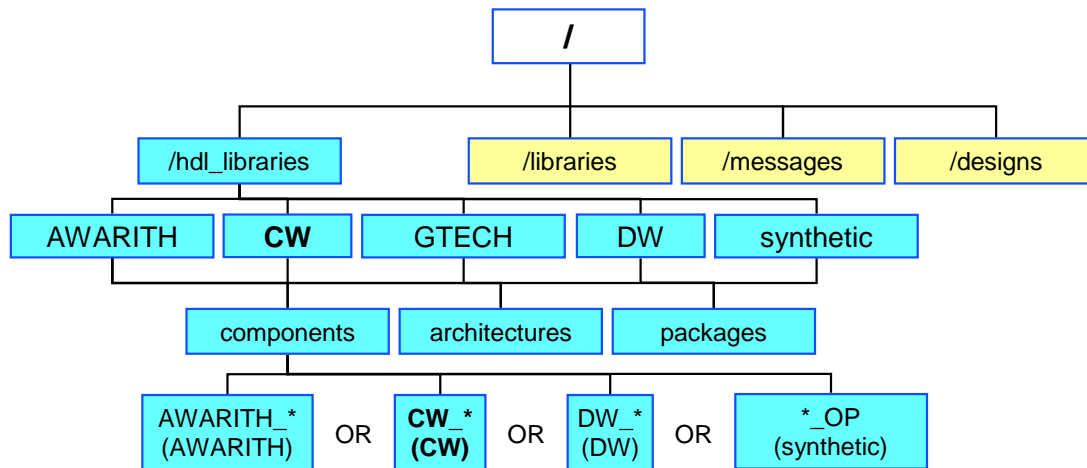 /
/hdl_libraries /libraries /messages /designs
AWARITH CW GTECH DW synthetic
components architectures packages
AWARITH_* OR CW_* OR DW_* OR *_OP
(AWARITH) (CW) (DW) (synthetic)